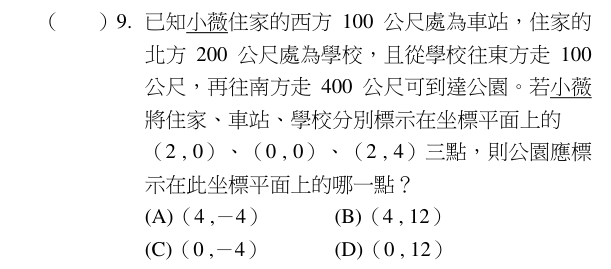 （　　）9. 已知小薇住家的西方 100 公尺處為車站，住家的
北方 200 公尺處為學校，且從學校往東方走 100
公尺，再往南方走 400 公尺可到達公園。若小薇
將住家、車站、學校分別標示在坐標平面上的
（2 , 0）、（0 , 0）、（2 , 4）三點，則公園應標
示在此坐標平面上的哪一點？
(A)（4 ,－4） (B)（4 , 12）
(C)（0 ,－4） (D)（0 , 12）